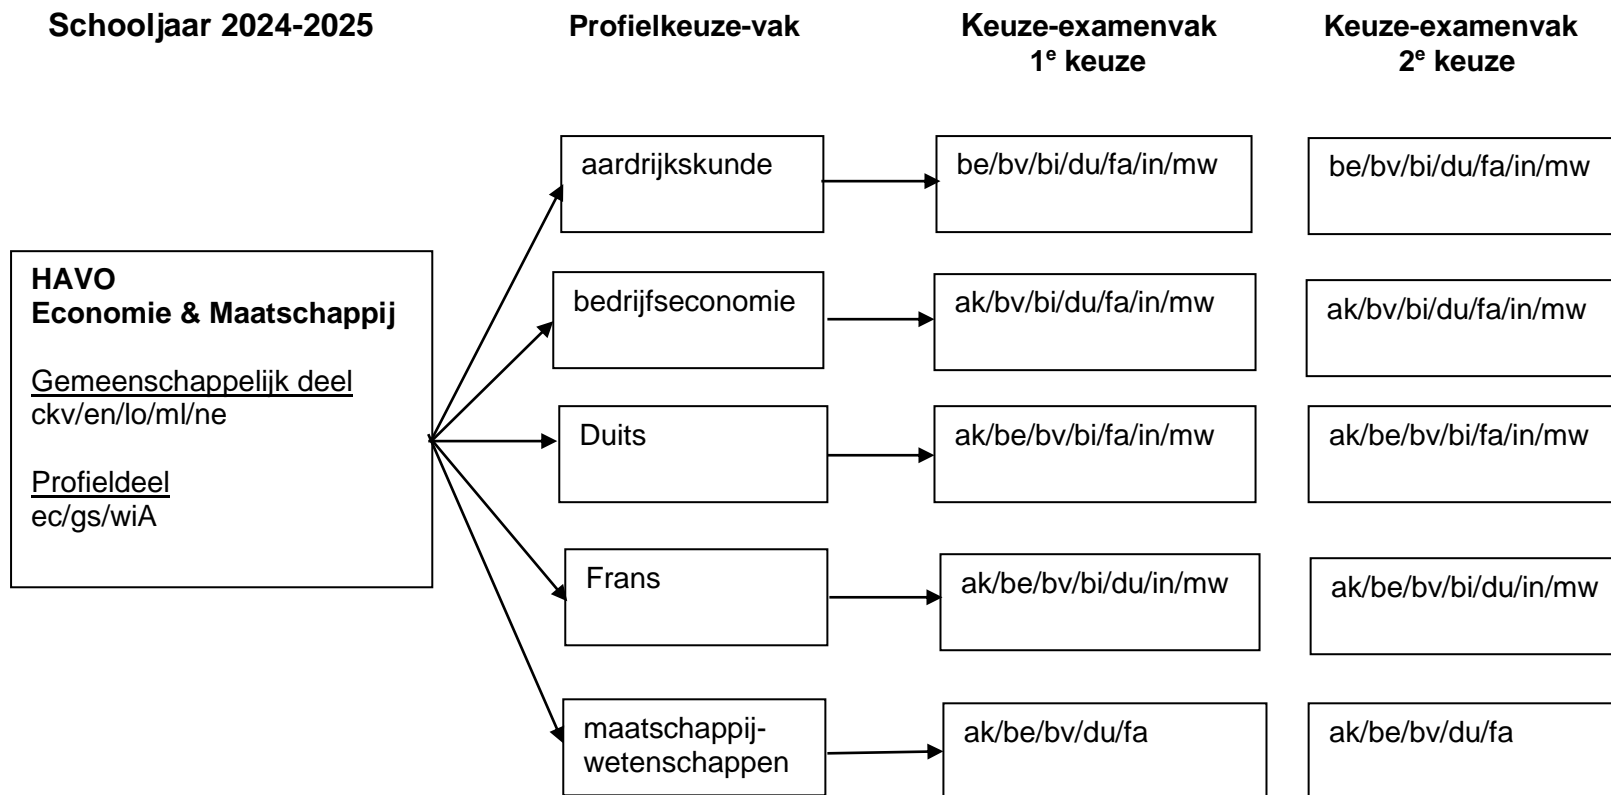 Schooljaar 2024-2025
Profielkeuze-vak
Keuze-examenvak
1e keuze
Keuze-examenvak
2e keuze
HAVO
Economie & Maatschappij
Gemeenschappelijk deel
ckv/en/lo/ml/ne
Profieldeel
ec/gs/wiA
aardrijkskunde
be/bv/bi/du/fa/in/mw
be/bv/bi/du/fa/in/mw
bedrijfseconomie
ak/bv/bi/du/fa/in/mw
ak/bv/bi/du/fa/in/mw
Duits
ak/be/bv/bi/fa/in/mw
ak/be/bv/bi/fa/in/mw
Frans
ak/be/bv/bi/du/in/mw
ak/be/bv/bi/du/in/mw
maatschappij-
wetenschappen
ak/be/bv/du/fa
ak/be/bv/du/fa